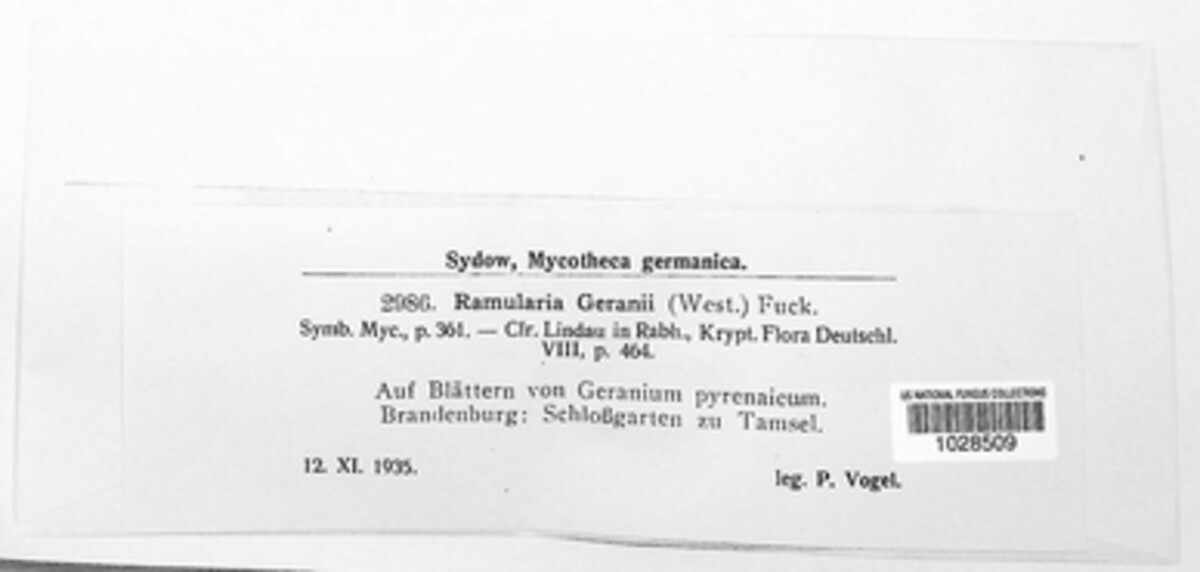 Sydow, Mycotheca germanica.
2986. Ramularia Geranii (West.) Fuck.
Symb. Myc., p. 361. — Cfr. Lindau in Rabh., Krypt. Flora Deutschl.
VIII, p. 464.
Auf Blättern von Geranium pyrenaicum.
Brandenburg: Schloßgarten zu Tamsel.
12. XI. 1935.
leg. P. Vogel.
US NATIONAL FUNGUS COLLECTIONS
1028509